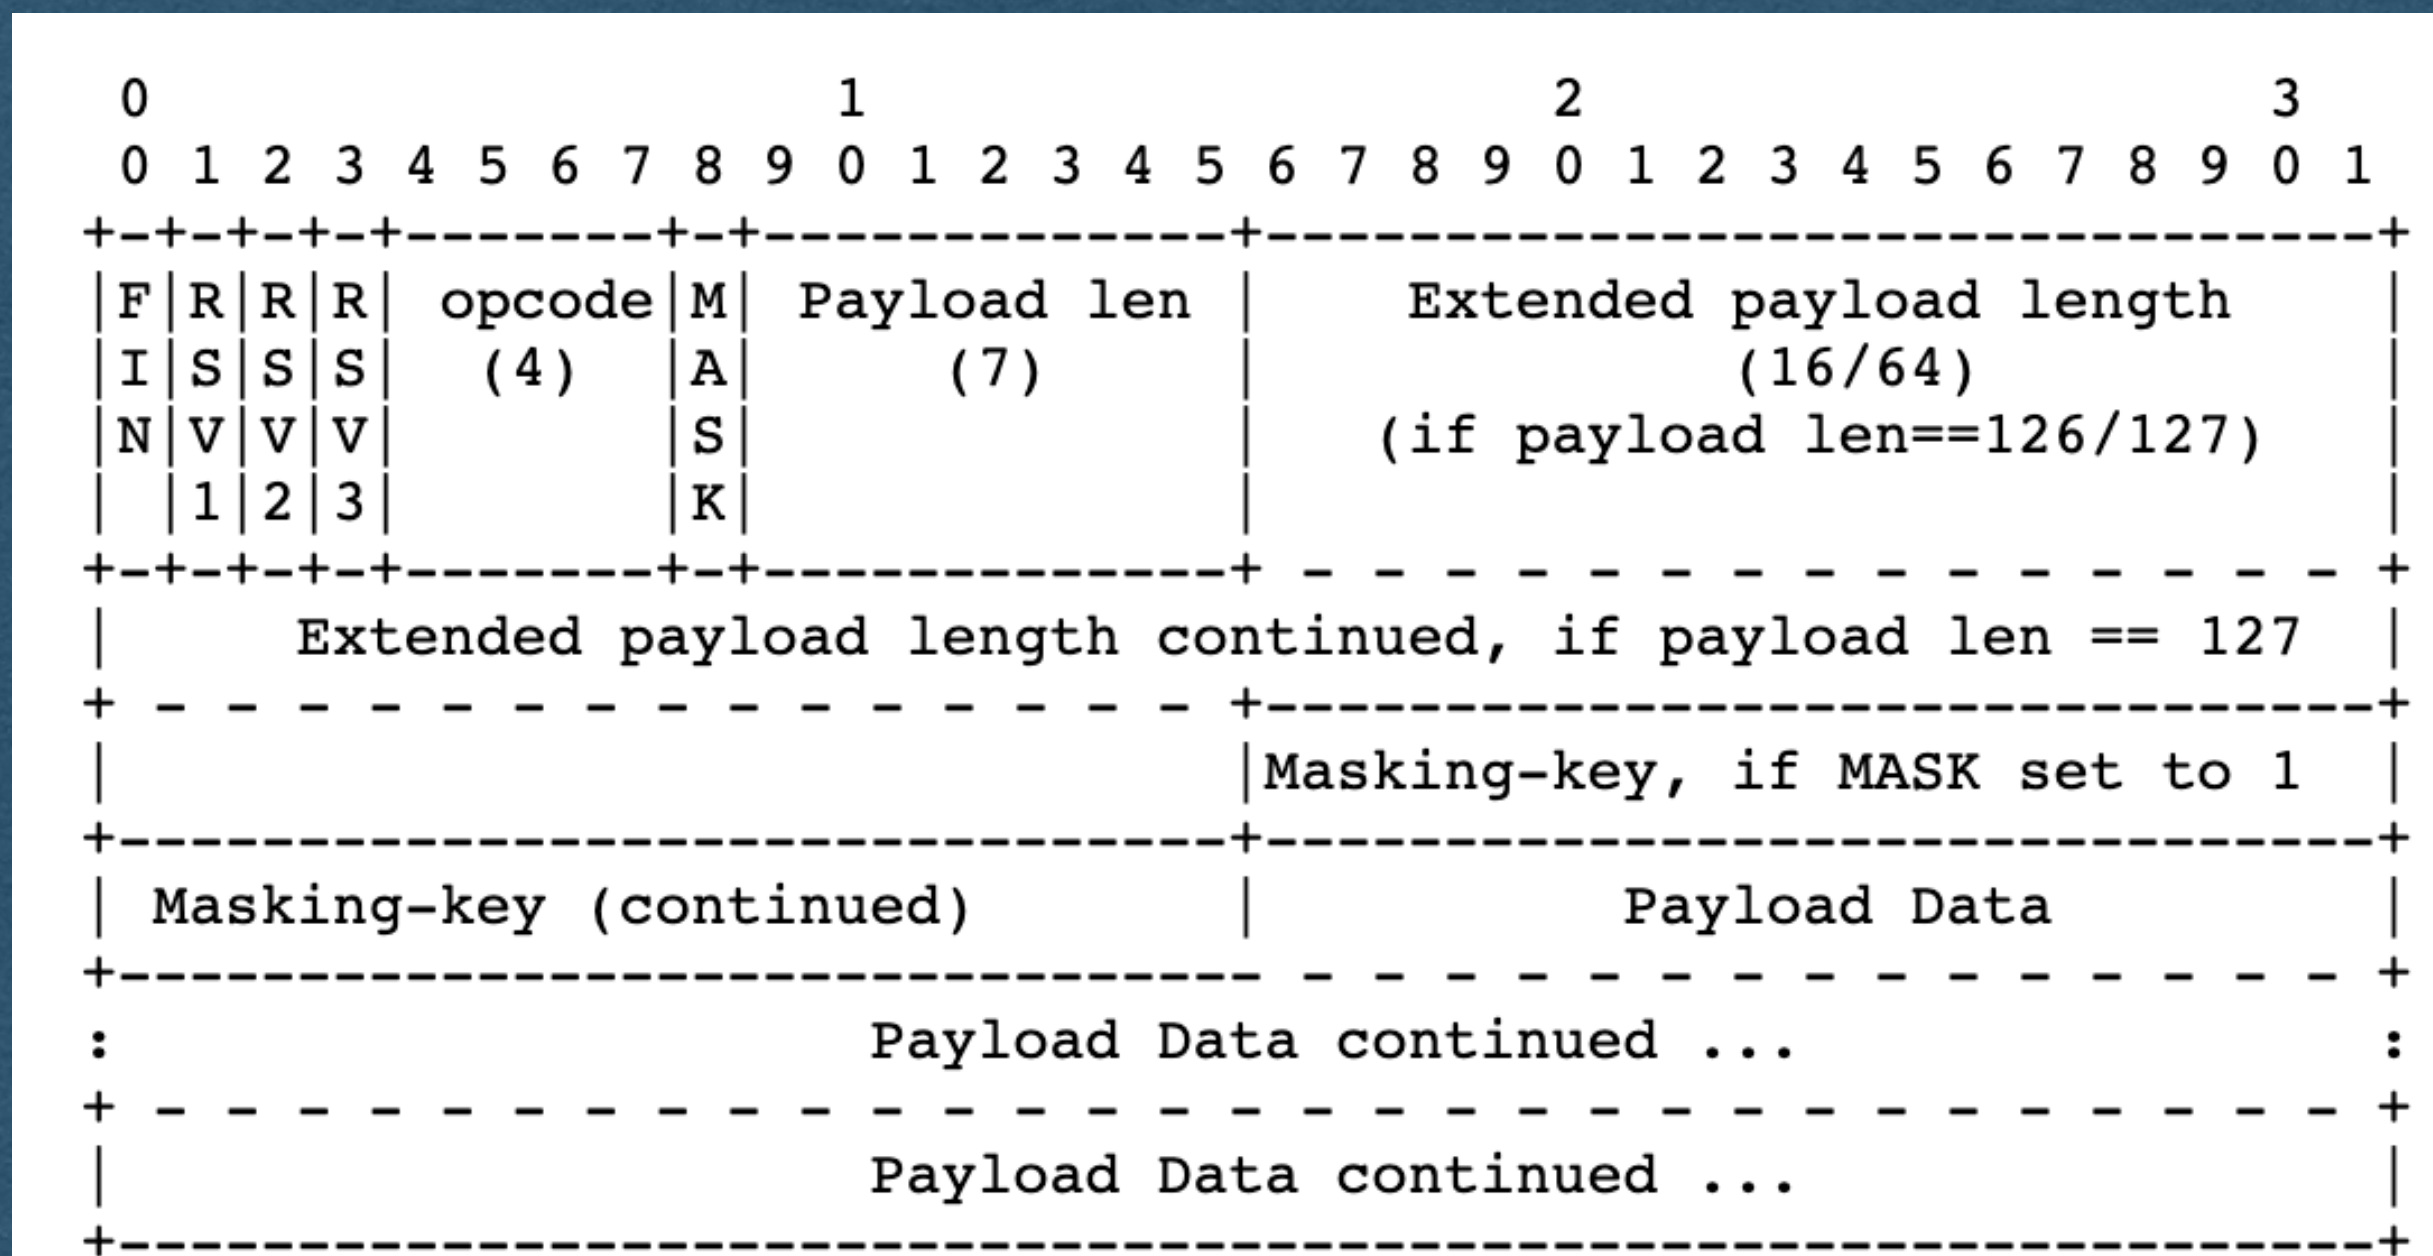 0                   1                   2                   3
 0 1 2 3 4 5 6 7 8 9 0 1 2 3 4 5 6 7 8 9 0 1 2 3 4 5 6 7 8 9 0 1
+-+-+-+-+-------+-+-------------+-------------------------------+
|F|R|R|R| opcode|M| Payload len |    Extended payload length    |
|I|S|S|S|  (4)  |A|     (7)     |             (16/64)           |
|N|V|V|V|       |S|             |   (if payload len==126/127)   |
| |1|2|3|       |K|             |                               |
+-+-+-+-+-------+-+-------------+ - - - - - - - - - - - - - - - +
|     Extended payload length continued, if payload len == 127  |
+ - - - - - - - - - - - - - - - +-------------------------------+
|                               |Masking-key, if MASK set to 1  |
+-------------------------------+-------------------------------+
| Masking-key (continued)       |          Payload Data         |
+-------------------------------- - - - - - - - - - - - - - - - +
:                     Payload Data continued ...                :
+ - - - - - - - - - - - - - - - - - - - - - - - - - - - - - - - +
|                     Payload Data continued ...                |
+---------------------------------------------------------------+